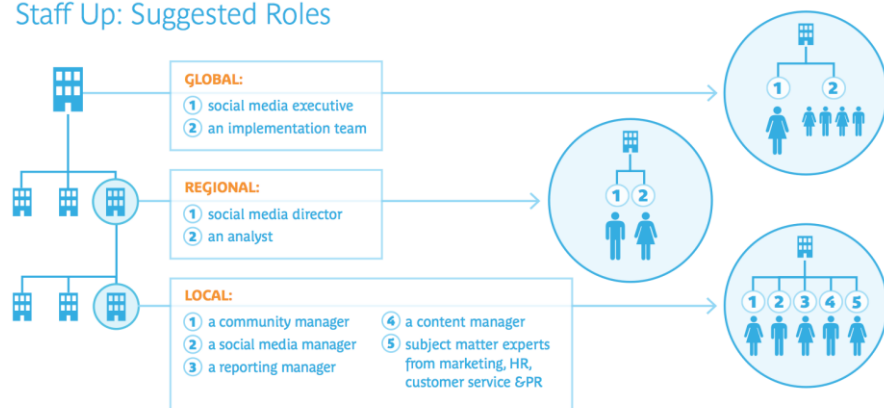 Staff Up: Suggested Roles
GLOBAL:
1 social media executive
2 an implementation team
1 2
REGIONAL:
1 social media director
2 an analyst
1 2
LOCAL:
1 a community manager
2 a social media manager
3 a reporting manager
4 a content manager
5 subject matter experts
from marketing, HR,
customer service &PR
1 2 3 4 5